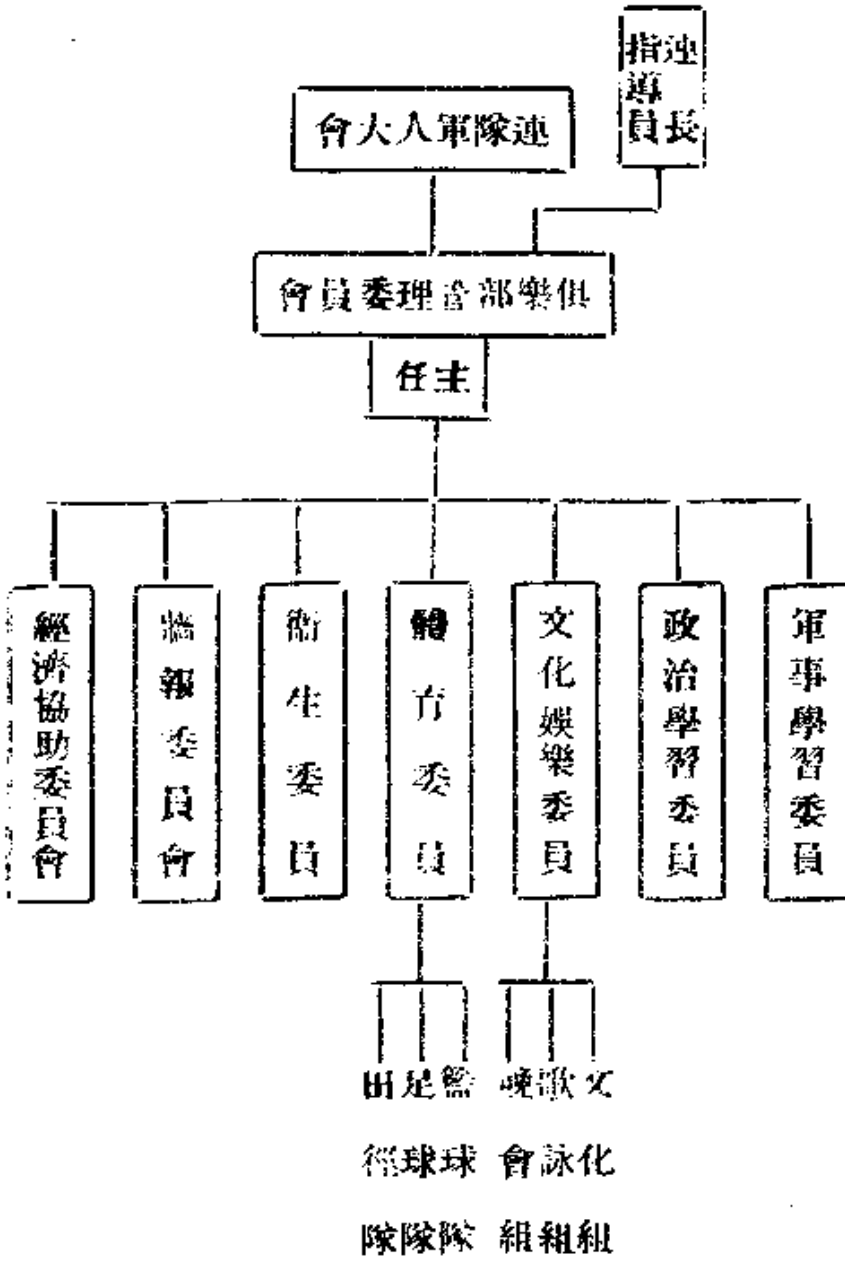 連長
指導員
連隊軍人大會
俱樂部管理委員會
主任
軍事學習委員
政治學習委員
文化娛樂委員
體育委員
衞生委員
牆報委員會
經濟協助委員會
文化組
歌詠組
晚會組
籃球隊
足球隊
田徑隊